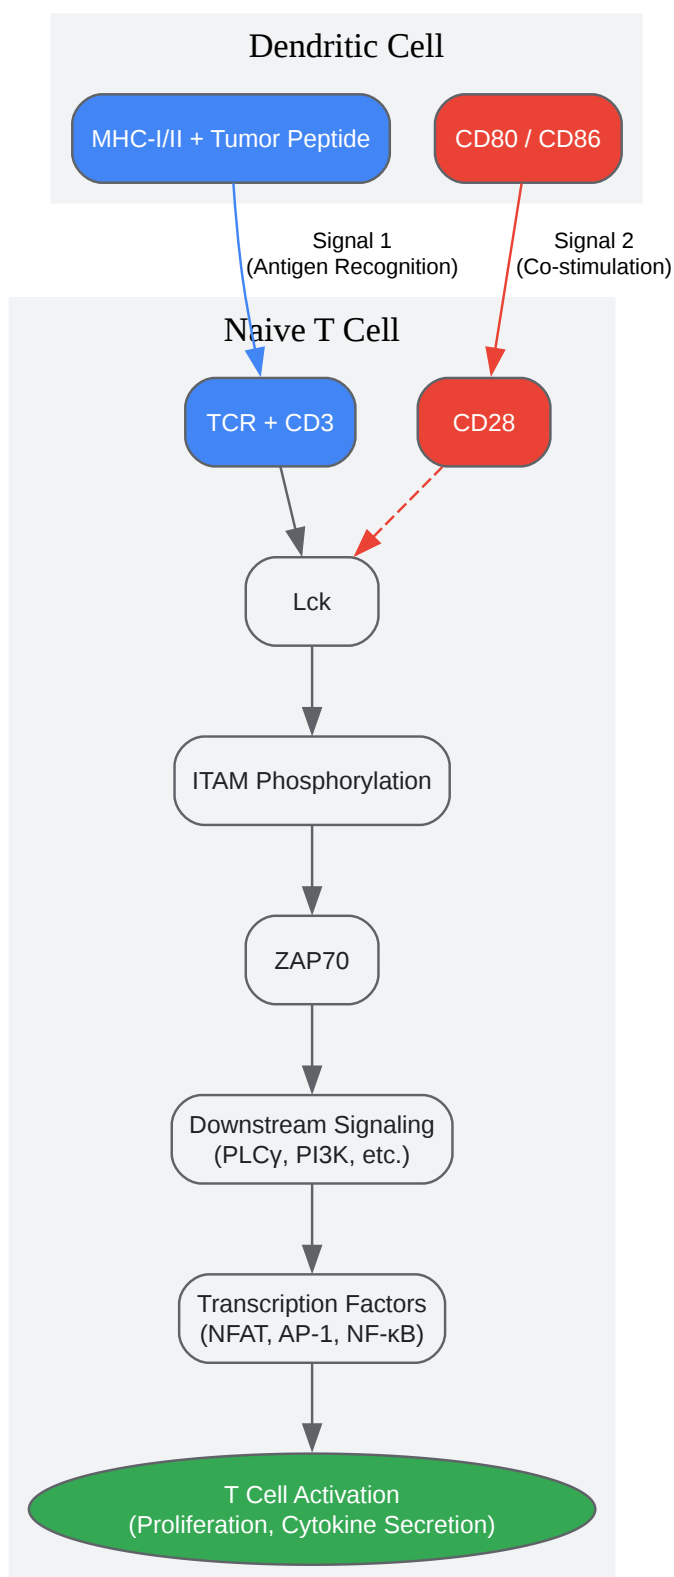 Dendritic Cell
MHC-I/II + Tumor Peptide
CD80 / CD86
Signal 1
(Antigen Recognition)
Signal 2
(Co-stimulation)
Naive T Cell
TCR + CD3
CD28
Lck
ITAM Phosphorylation
ZAP70
Downstream Signaling
(PLCγ, PI3K, etc.)
Transcription Factors
(NFAT, AP-1, NF-κB)
T Cell Activation
(Proliferation, Cytokine Secretion)